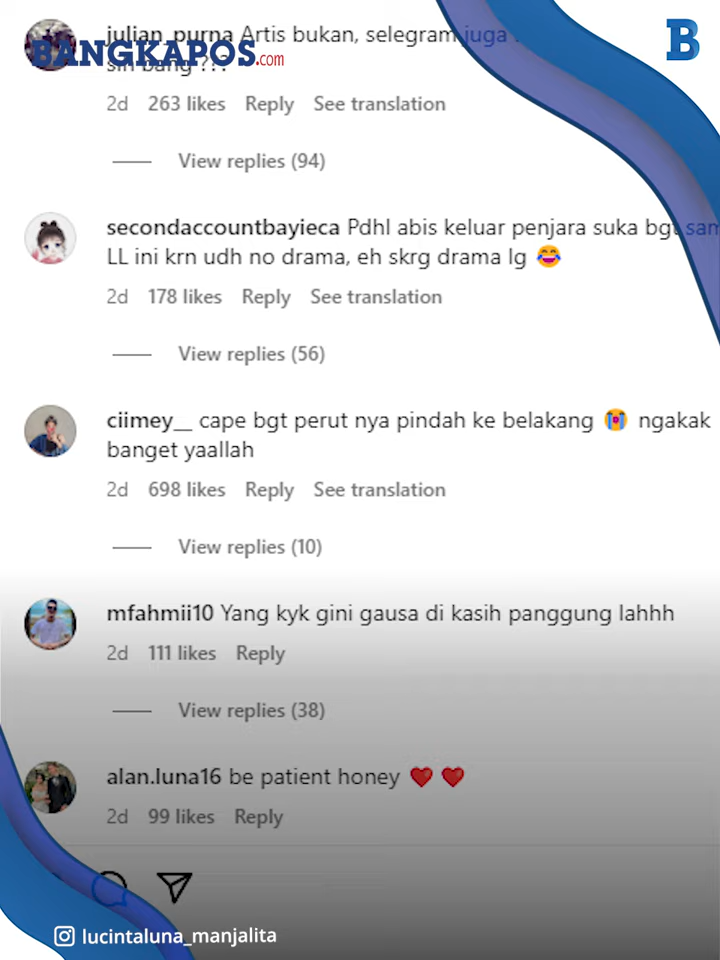 julian_purna Artis bukan, selegram juga
BANGKAPOS.com
sih bang ???
B
2d 263 likes Reply See translation
View replies (94)
secondaccountbayieca Pdhl abis keluar penjara suka bgt sam
LL ini krn udh no drama, eh skrg drama lg 😂
2d 178 likes Reply See translation
View replies (56)
ciimey__ cape bgt perut nya pindah ke belakang 😭 ngakak
banget yaallah
2d 698 likes Reply See translation
View replies (10)
mfahmii10 Yang kyk gini gausa di kasih panggung lahhh
2d 111 likes Reply
View replies (38)
alan.luna16 be patient honey ❤️ ❤️
2d 99 likes Reply
lucintaluna_manjalita